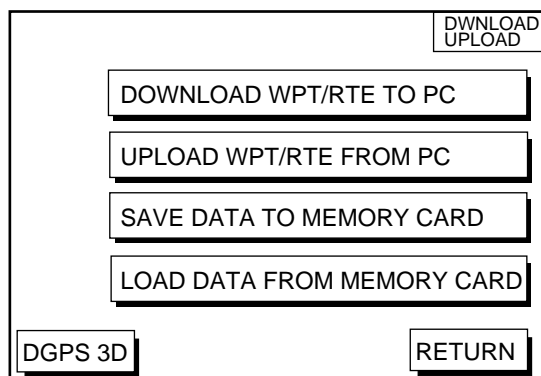 DWNLOAD
UPLOAD
DOWNLOAD WPT/RTE TO PC
UPLOAD WPT/RTE FROM PC
SAVE DATA TO MEMORY CARD
LOAD DATA FROM MEMORY CARD
DGPS 3D
RETURN